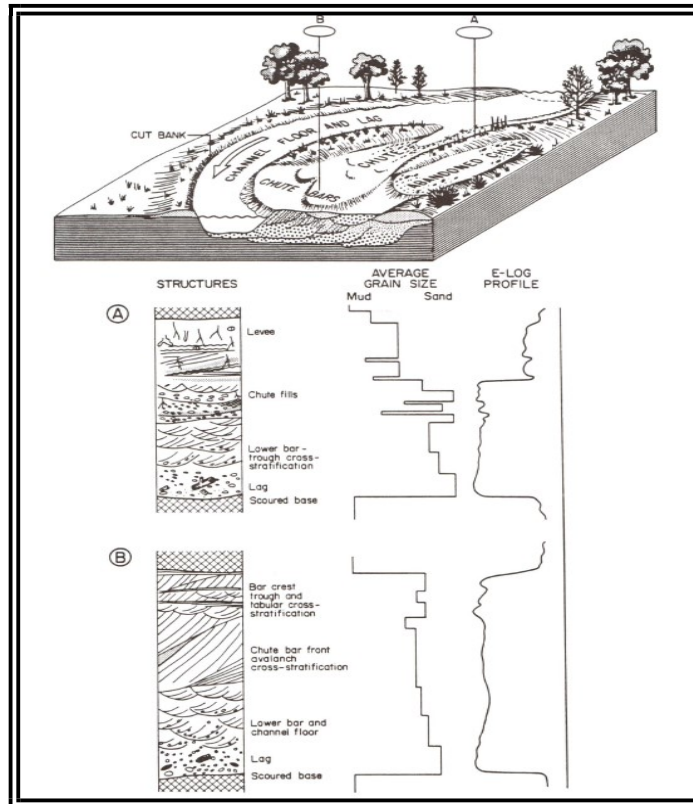 B
A
CUT BANK
CHANNEL FLOOR AND LAG
CHUTE
CHUTE
BARS
ABANDONED CHUTE
STRUCTURES
AVERAGE
GRAIN SIZE
Mud Sand
E-LOG
PROFILE
A
Levee
Chute fills
Lower bar-
trough cross-
stratification
Lag
Scoured base
B
Bar crest
trough and
tabular cross-
stratification
Chute bar front
avalanch
cross-stratification
Lower bar and
channel floor
Lag
Scoured base